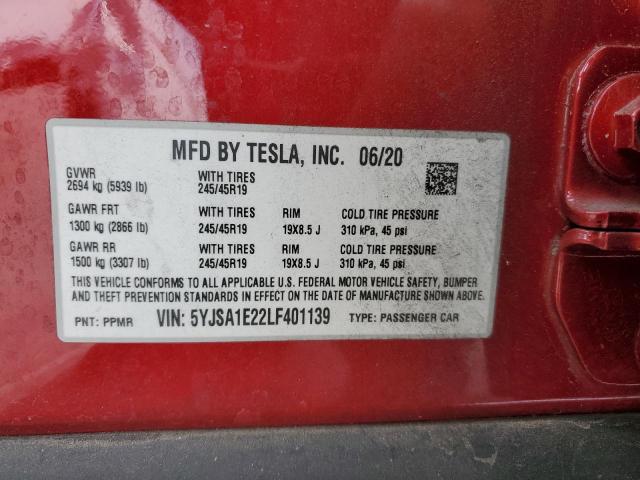 MFD BY TESLA, INC. 06/20
GVWR WITH TIRES
2694 kg (5939 lb) 245/45R19
GAWR FRT WITH TIRES RIM COLD TIRE PRESSURE
1300 kg (2866 lb) 245/45R19 19X8.5 J 310 kPa, 45 psi
GAWR RR WITH TIRES RIM COLD TIRE PRESSURE
1500 kg (3307 lb) 245/45R19 19X8.5 J 310 kPa, 45 psi
THIS VEHICLE CONFORMS TO ALL APPLICABLE U.S. FEDERAL MOTOR VEHICLE SAFETY, BUMPER
AND THEFT PREVENTION STANDARDS IN EFFECT ON THE DATE OF MANUFACTURE SHOWN ABOVE.
PNT: PPMR VIN: 5YJSA1E22LF401139 TYPE: PASSENGER CAR